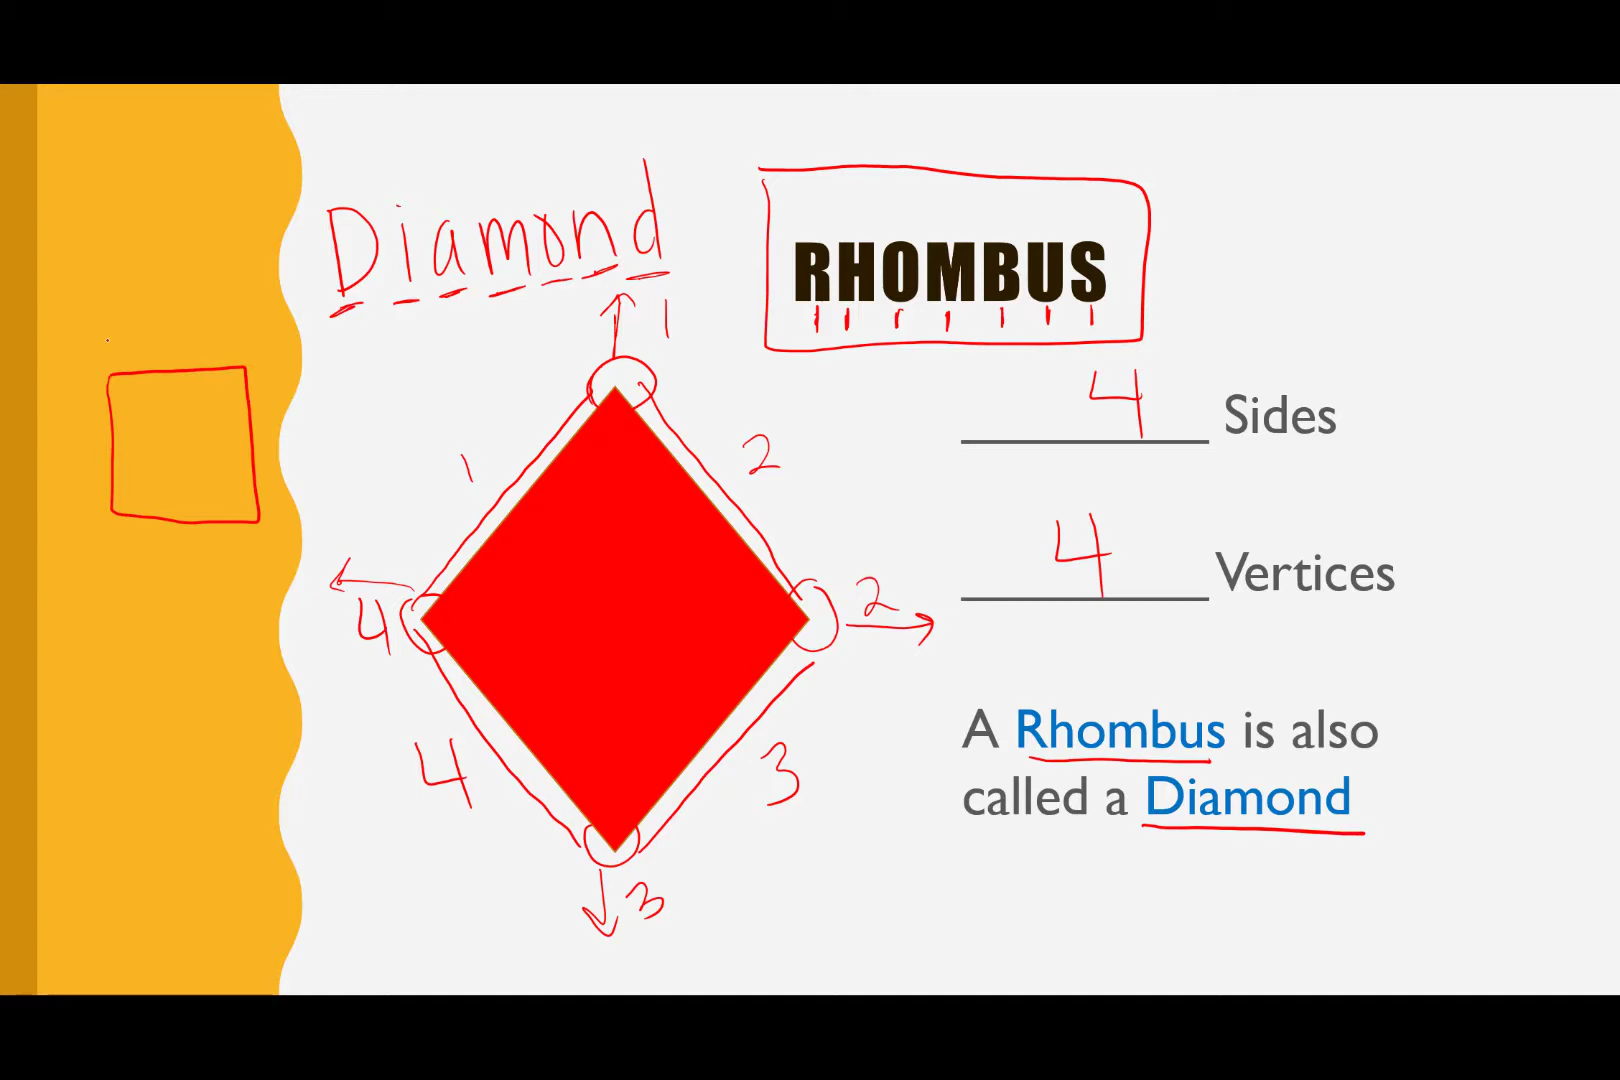 Diamond
RHOMBUS
1
4 Sides
1
2
4 Vertices
4
2
A Rhombus is also
called a Diamond
4
3
3